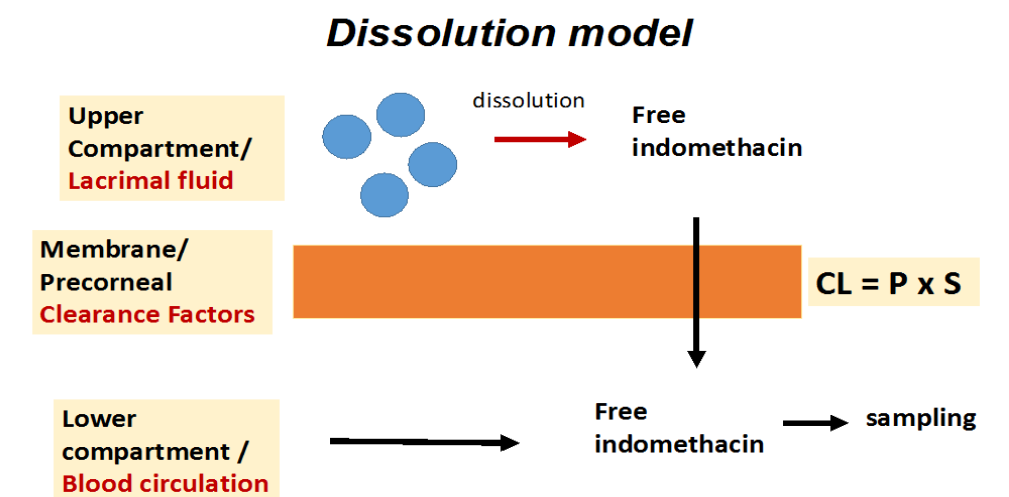 Dissolution model
Upper
Compartment/
Lacrimal fluid
dissolution
Free
indomethacin
Membrane/
Precorneal
Clearance Factors
CL = P x S
Lower
compartment /
Blood circulation
Free
indomethacin
sampling